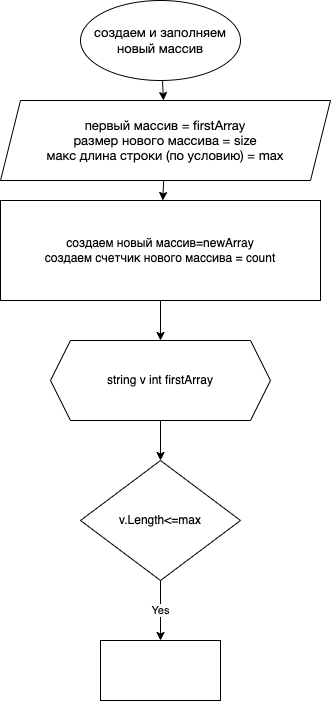 создаем и заполняем
новый массив
первый массив = firstArray
размер нового массива = size
макс длина строки (по условию) = max
создаем новый массив=newArray
создаем счетчик нового массива = count
string v int firstArray
v.Length<=max
Yes